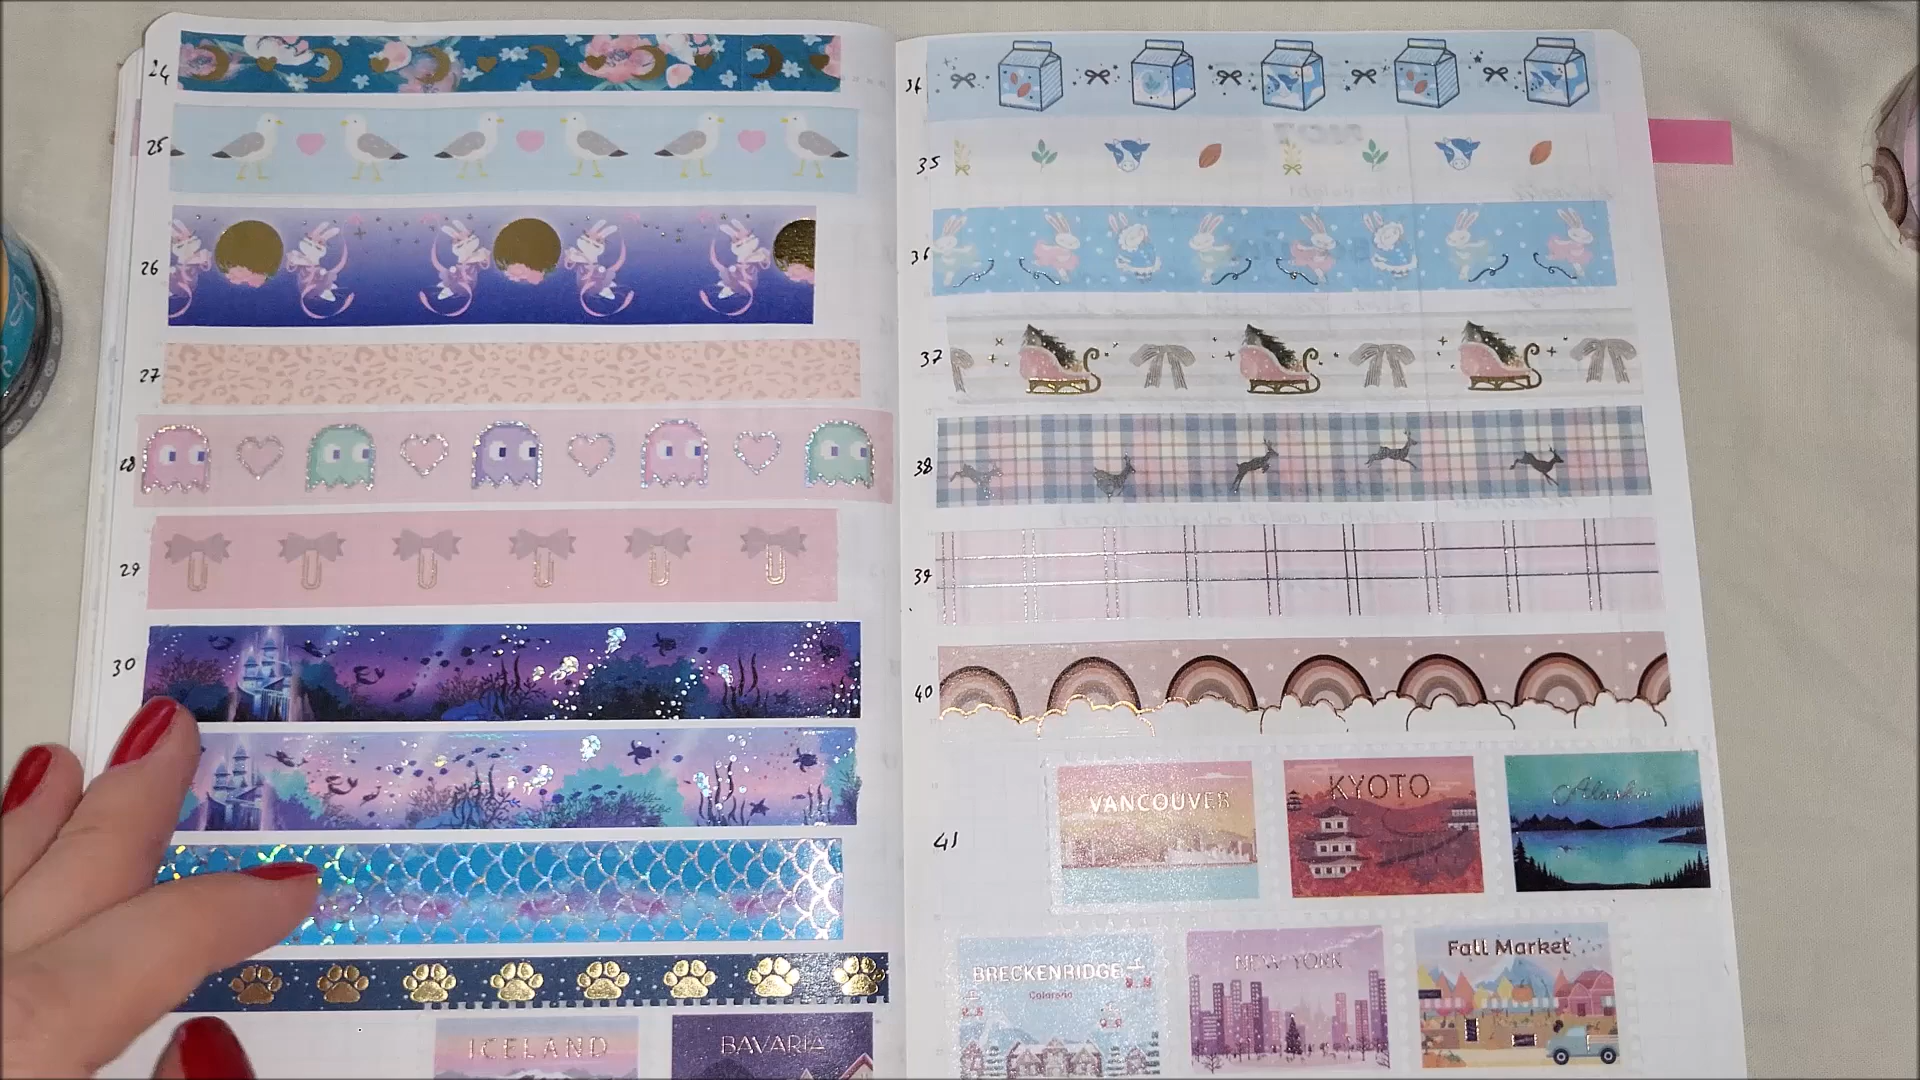 24
25
26
27
28
29
30
ICELAND
BAVARIA
34
35
36
37
38
39
40
41
VANCOUVER
KYOTO
Alaska
BRECKENRIDGE
Colorado
NEW YORK
Fall Market